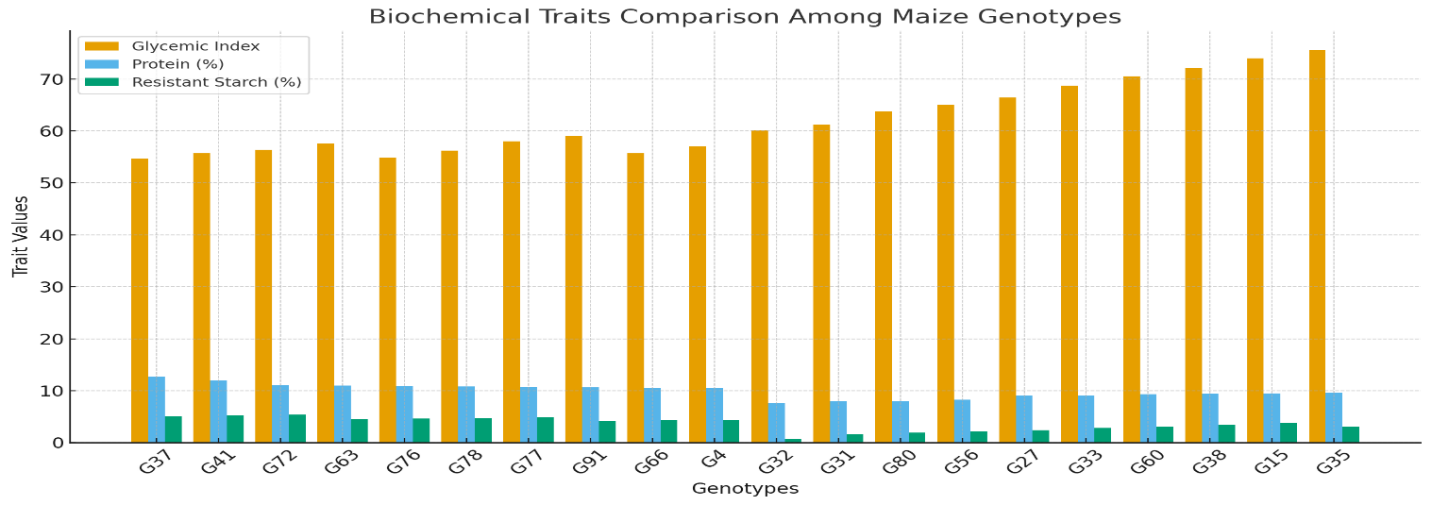 Biochemical Traits Comparison Among Maize Genotypes
Glycemic Index
Protein (%)
Resistant Starch (%)
Trait Values
70
60
50
40
30
20
10
0
G37 G41 G72 G63 G76 G78 G77 G91 G66 G4 G32 G31 G80 G56 G27 G33 G60 G38 G15 G35
Genotypes